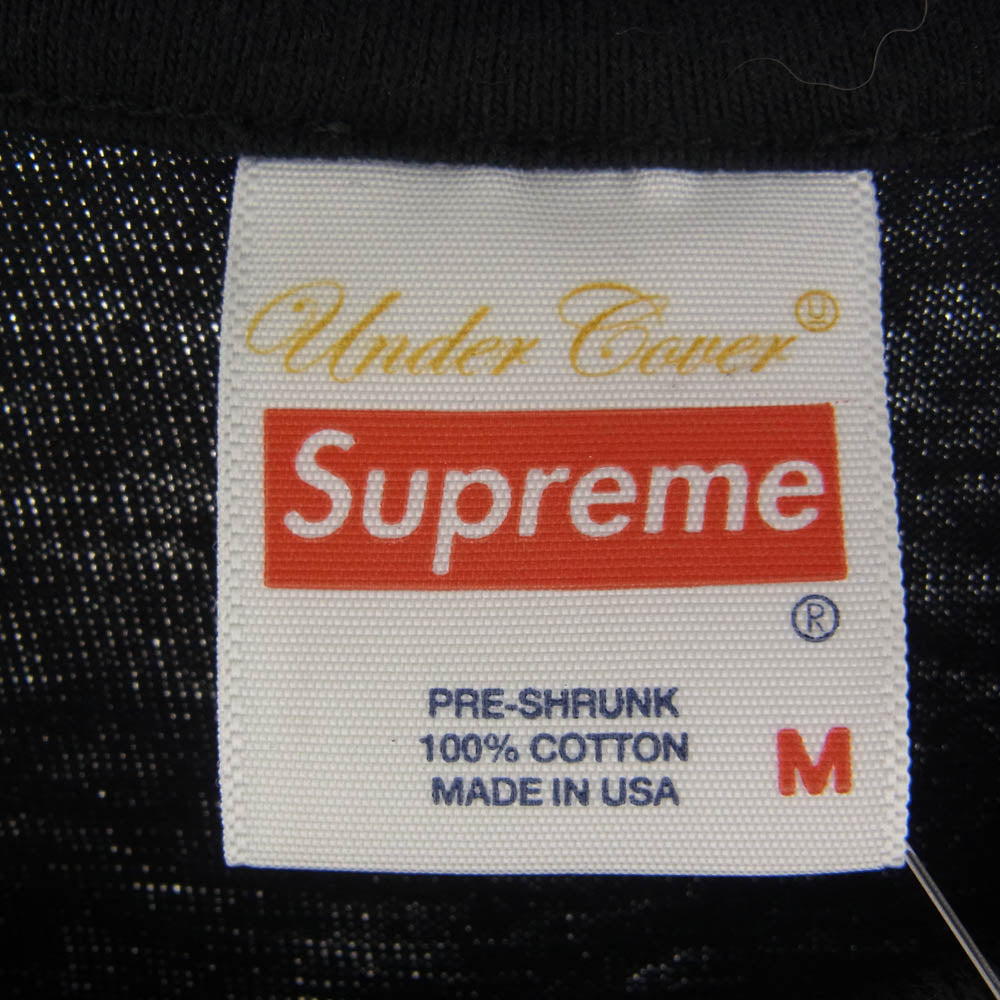 Under Cover Ⓤ
Supreme
®
PRE-SHRUNK
100% COTTON
MADE IN USA
M